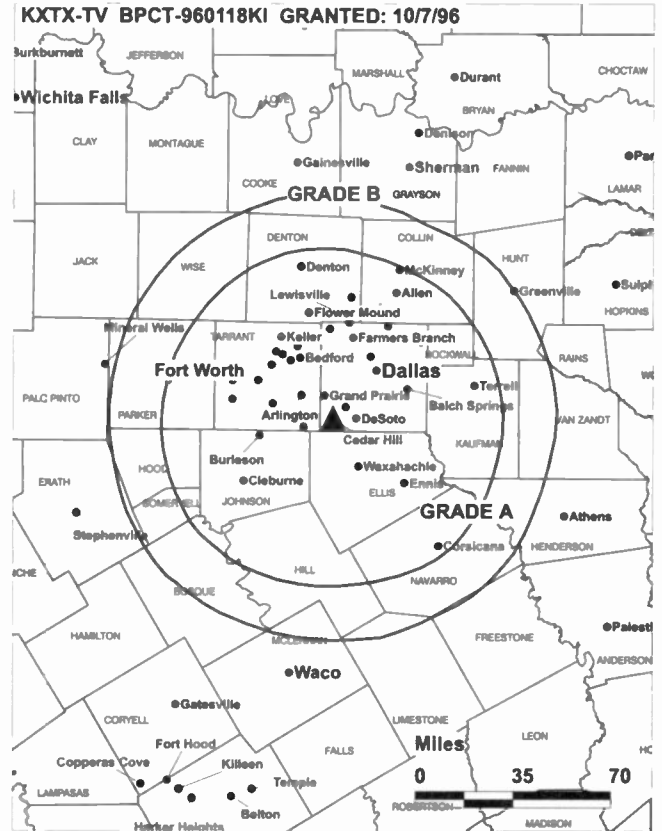 KXTX-TV BPCT-960118KI GRANTED: 10/7/96
Burkburnett
JEFFERSON
MARSHALL
Durant
CHOCTAW
Wichita Falls
LOVE
BRYAN
Denison
CLAY
MONTAGUE
Gainesville
Sherman
FANNIN
COOKE
GRADE B
GRAYSON
LAMAR
DENTON
COLLIN
JACK
WISE
HUNT
Denton
McKinney
Lewisville
Allen
Greenville
Flower Mound
HOPKINS
Mineral Wells
TARRANT
Keller
Farmers Branch
ROCKWALL
RAINS
Fort Worth
Bedford
Dallas
PALO PINTO
PARKER
Grand Prairie
Terrell
Balch Springs
Arlington
DeSoto
VAN ZANDT
Cedar Hill
KAUFMAN
Burleson
HOOD
Waxahachie
ERATH
Cleburne
Ennis
ELLIS
SOMERVELL
JOHNSON
GRADE A
Athens
Stephenville
Corsicana
HENDERSON
HILL
NAVARRO
BOSQUE
HAMILTON
MCLENNAN
FREESTONE
ANDERSON
Waco
Gatesville
CORYELL
LIMESTONE
Fort Hood
Miles
LEON
Copperas Cove
Killeen
FALLS
Temple
0 35 70
LAMPASAS
Belton
ROBERTSON
Harker Heights
MADISON